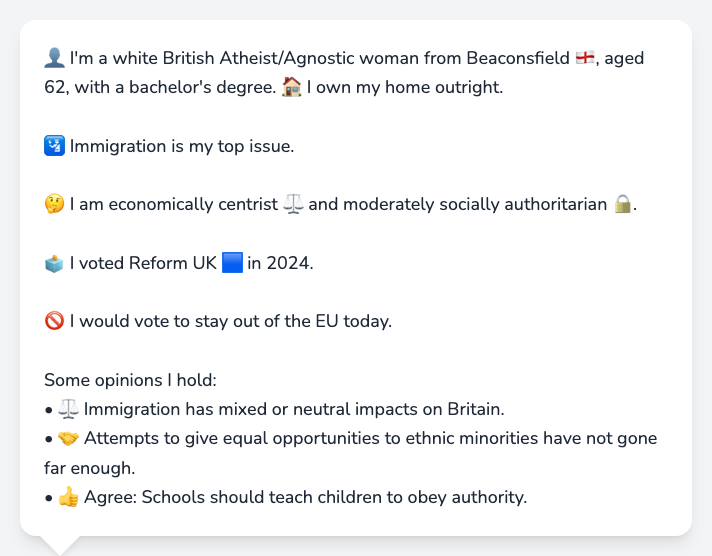 👤 I'm a white British Atheist/Agnostic woman from Beaconsfield 🏴󠁧󠁢󠁥󠁮󠁧󠁿, aged
62, with a bachelor's degree. 🏠 I own my home outright.
🛂 Immigration is my top issue.
🤔 I am economically centrist ⚖️ and moderately socially authoritarian 🔒.
🗳️ I voted Reform UK 🟦 in 2024.
🚫 I would vote to stay out of the EU today.
Some opinions I hold:
• ⚖️ Immigration has mixed or neutral impacts on Britain.
• 🤝 Attempts to give equal opportunities to ethnic minorities have not gone
far enough.
• 👍 Agree: Schools should teach children to obey authority.